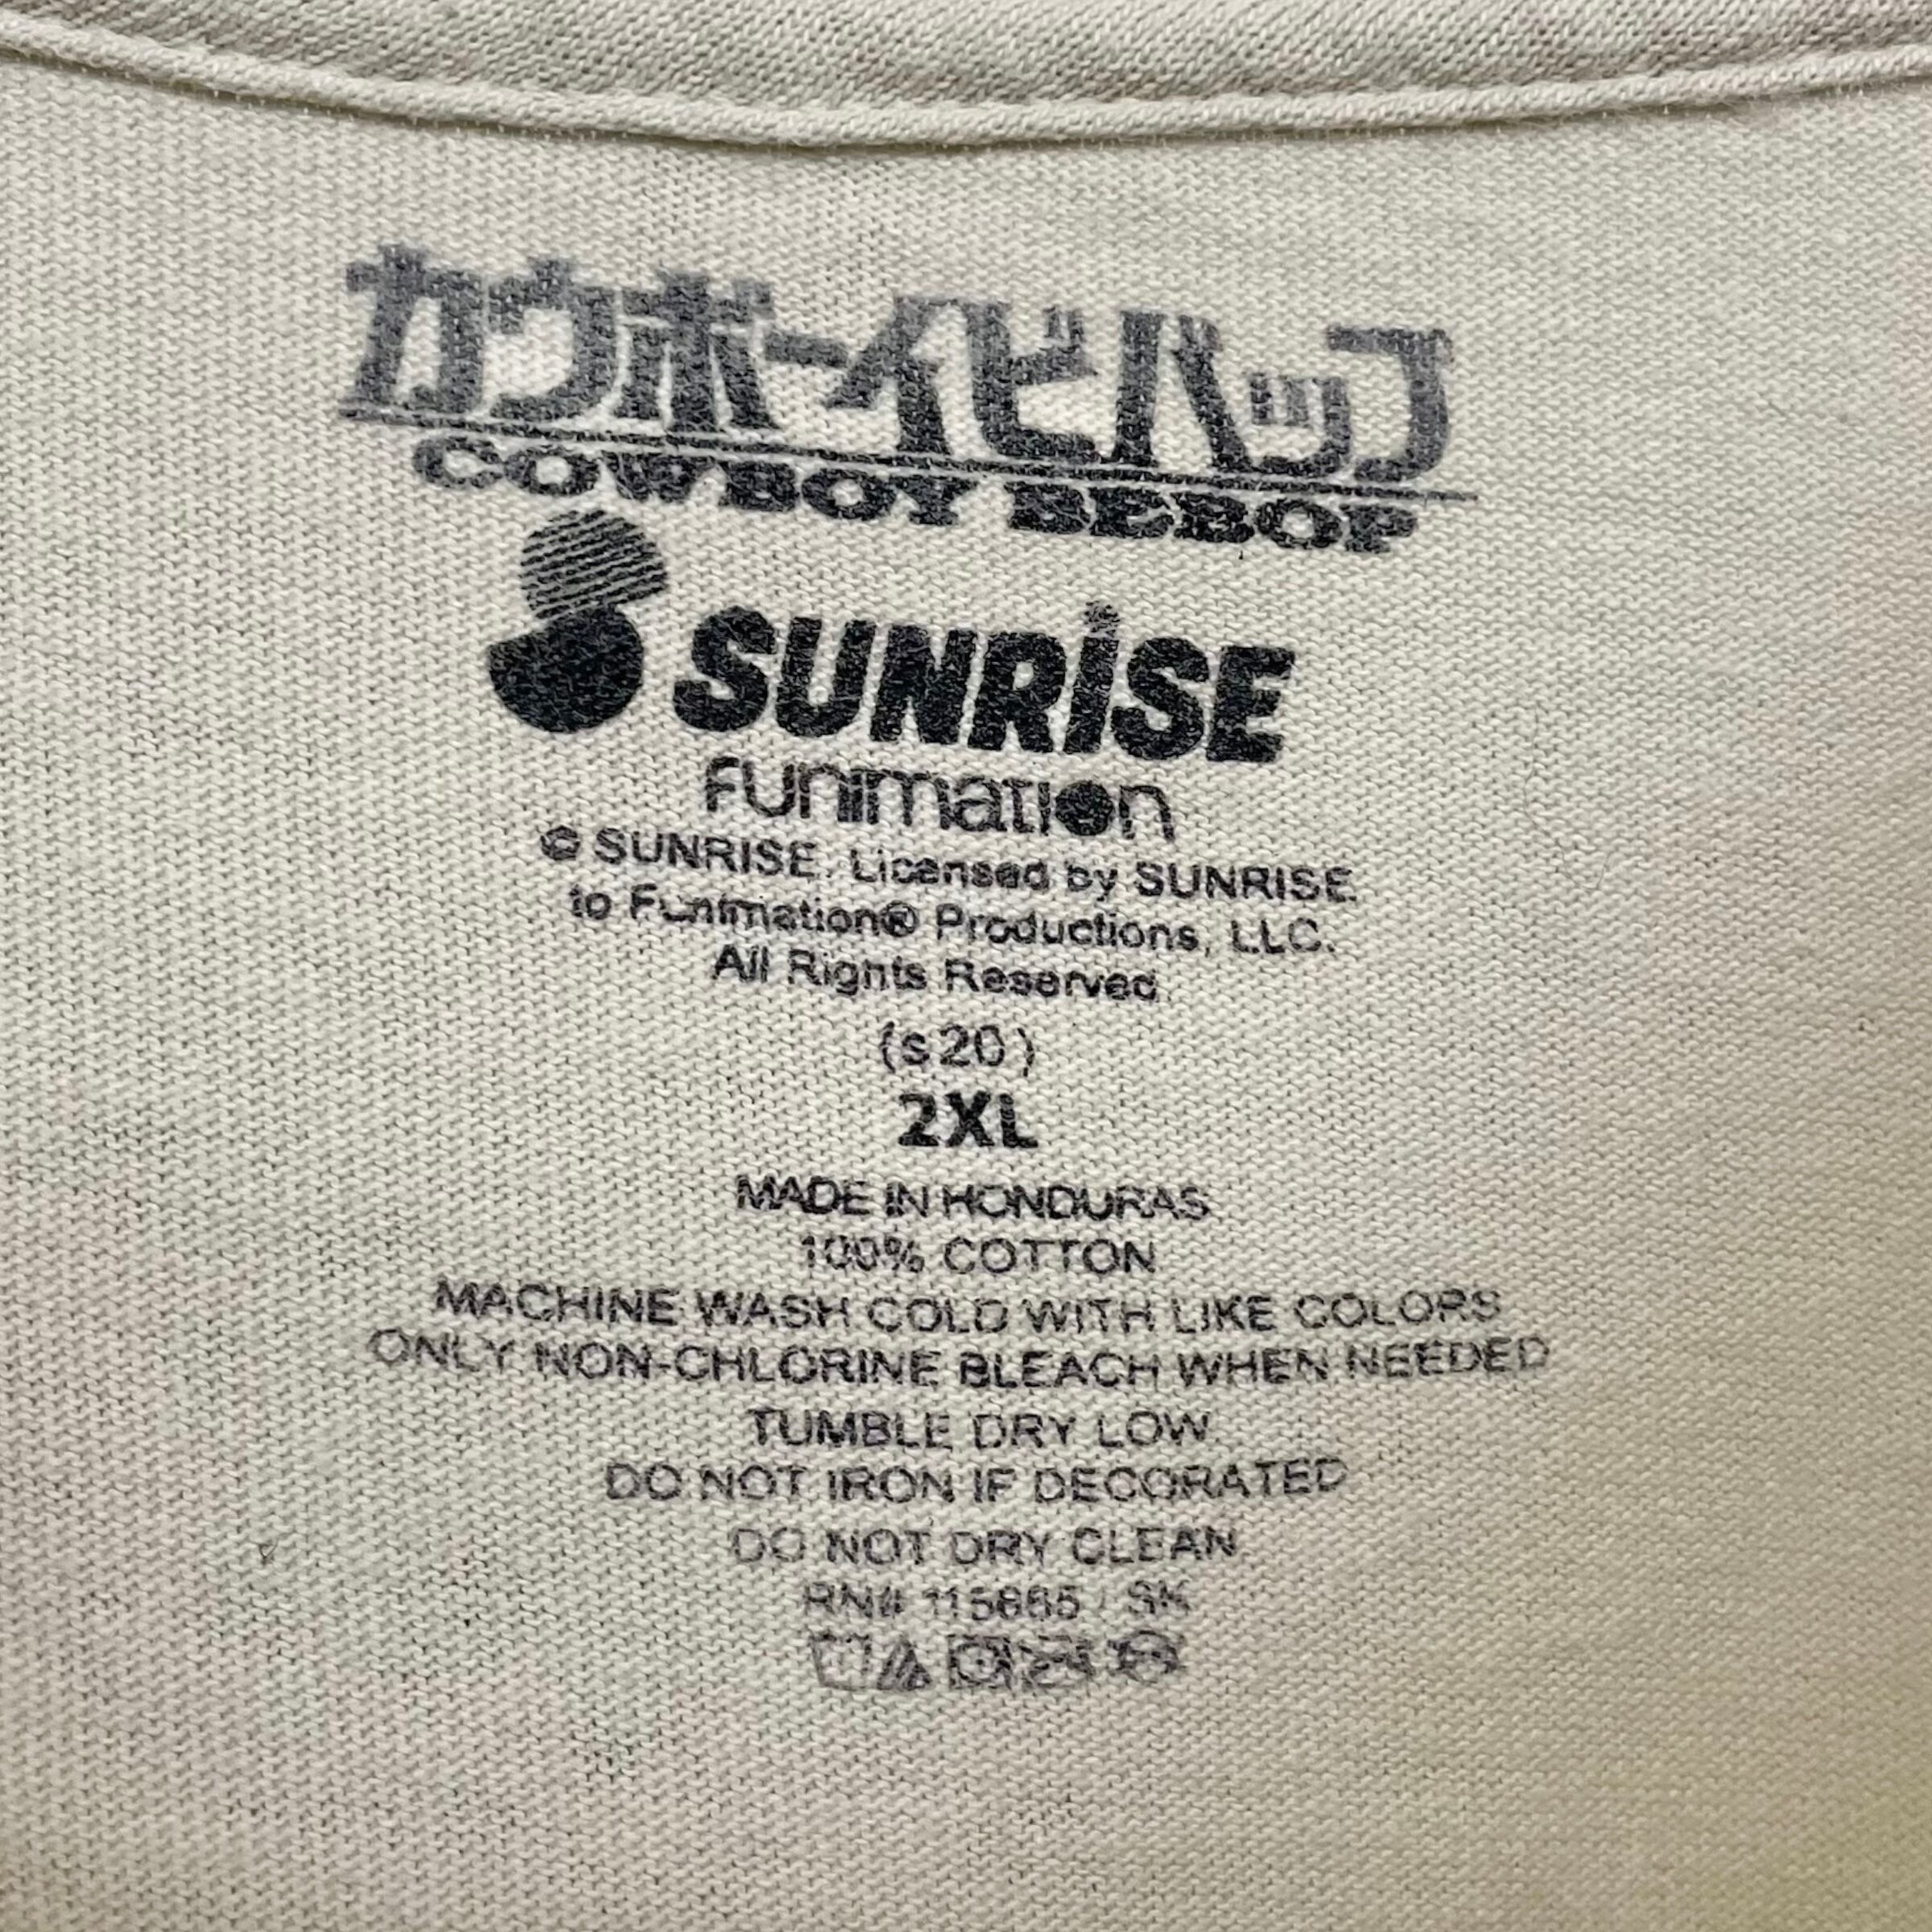 カウボーイビバップ
COWBOY BEBOP
SUNRISE
FUNIMATION
© SUNRISE. Licensed by SUNRISE
to Funimation® Productions, LLC.
All Rights Reserved.
(s20)
2XL
MADE IN HONDURAS
100% COTTON
MACHINE WASH COLD WITH LIKE COLORS
ONLY NON-CHLORINE BLEACH WHEN NEEDED
TUMBLE DRY LOW
DO NOT IRON IF DECORATED
DO NOT DRY CLEAN
RN# / SK